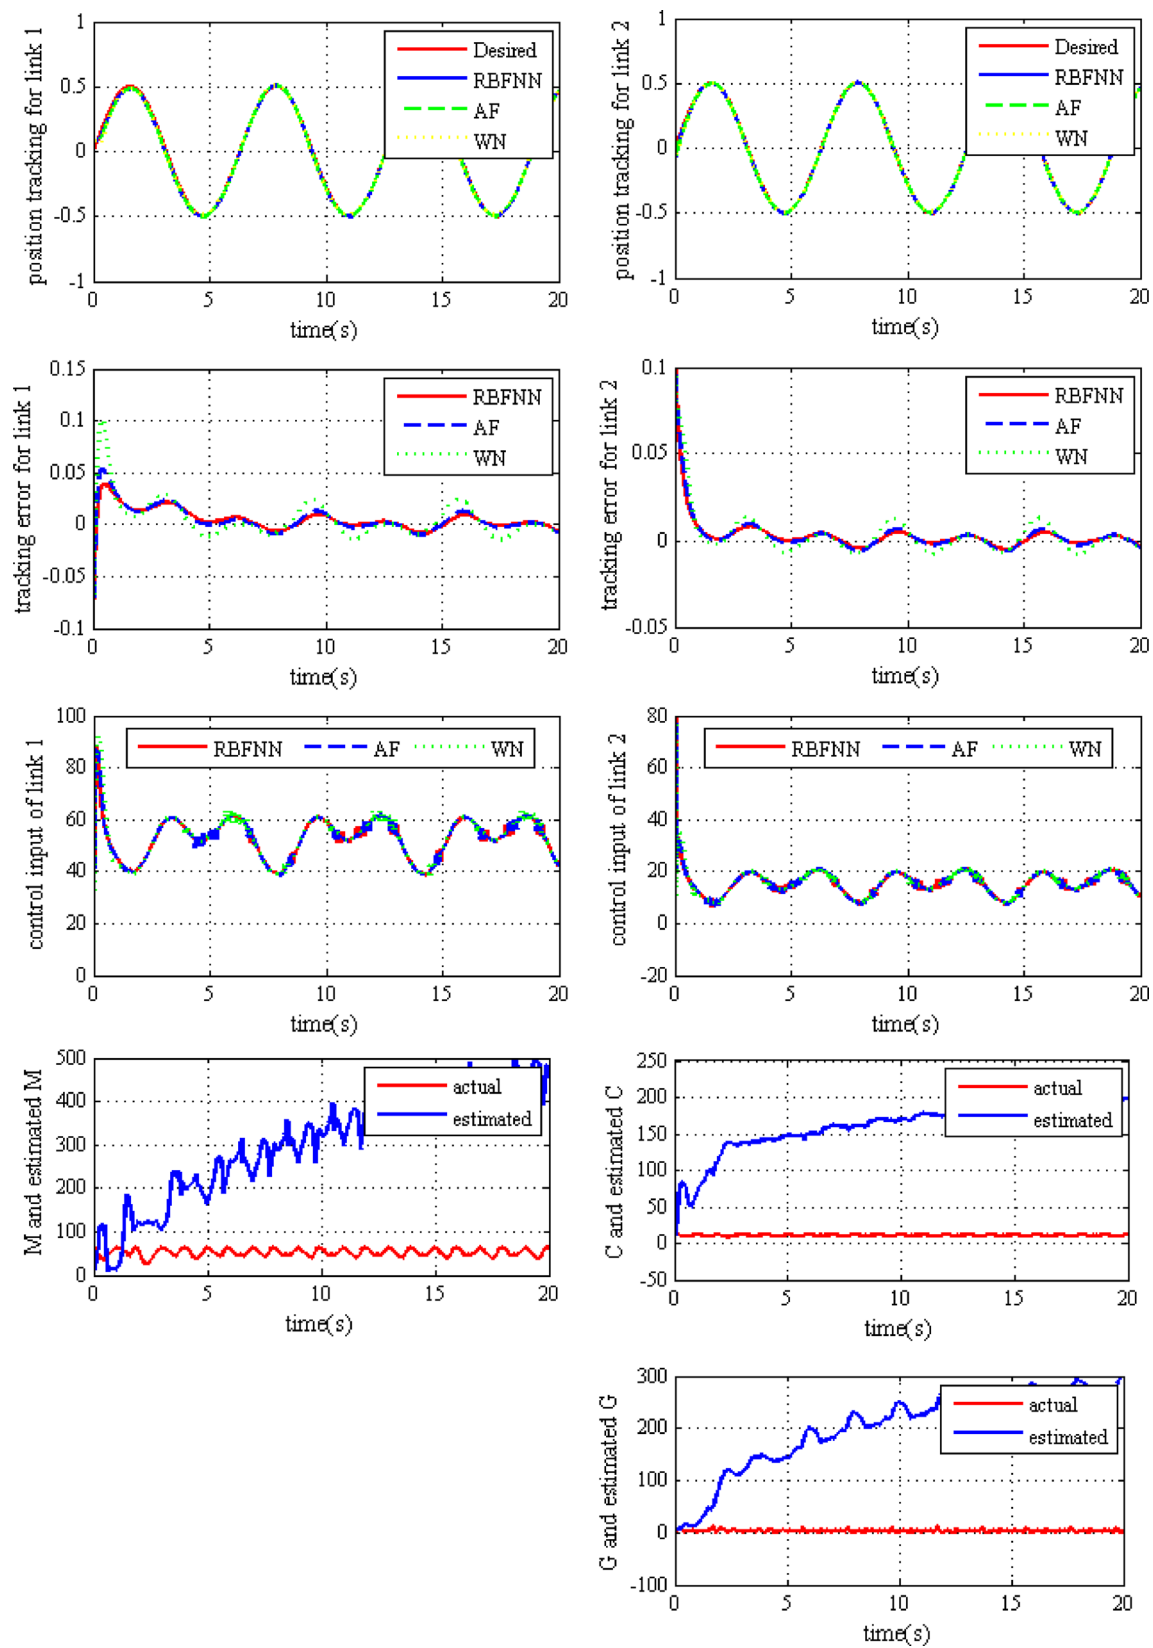 position tracking for link 1
1
0.5
0
-0.5
-1
Desired
RBFNN
AF
WN
0 5 10 15 20
time(s)
position tracking for link 2
1
0.5
0
-0.5
-1
Desired
RBFNN
AF
WN
0 5 10 15 20
time(s)
tracking error for link 1
0.15
0.1
0.05
0
-0.05
-0.1
RBFNN
AF
WN
0 5 10 15 20
time(s)
tracking error for link 2
0.1
0.05
0
-0.05
RBFNN
AF
WN
0 5 10 15 20
time(s)
control input of link 1
100
80
60
40
20
0
RBFNN AF WN
0 5 10 15 20
time(s)
control input of link 2
80
60
40
20
0
-20
RBFNN AF WN
0 5 10 15 20
time(s)
M and estimated M
500
400
300
200
100
0
actual
estimated
0 5 10 15 20
time(s)
C and estimated C
250
200
150
100
50
0
-50
actual
estimated
0 5 10 15 20
time(s)
G and estimated G
300
200
100
0
-100
actual
estimated
0 5 10 15 20
time(s)